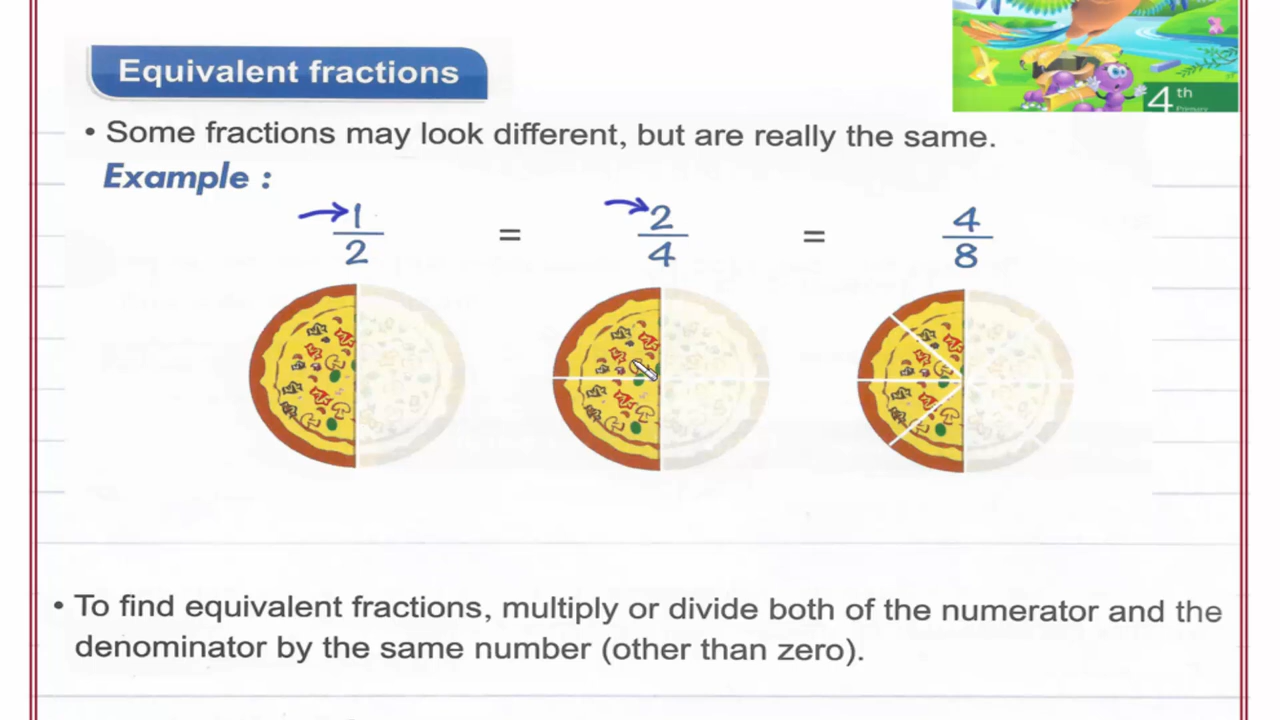 4th
Primary
Equivalent fractions
• Some fractions may look different, but are really the same.
Example :
1/2 = 2/4 = 4/8
• To find equivalent fractions, multiply or divide both of the numerator and the
denominator by the same number (other than zero).